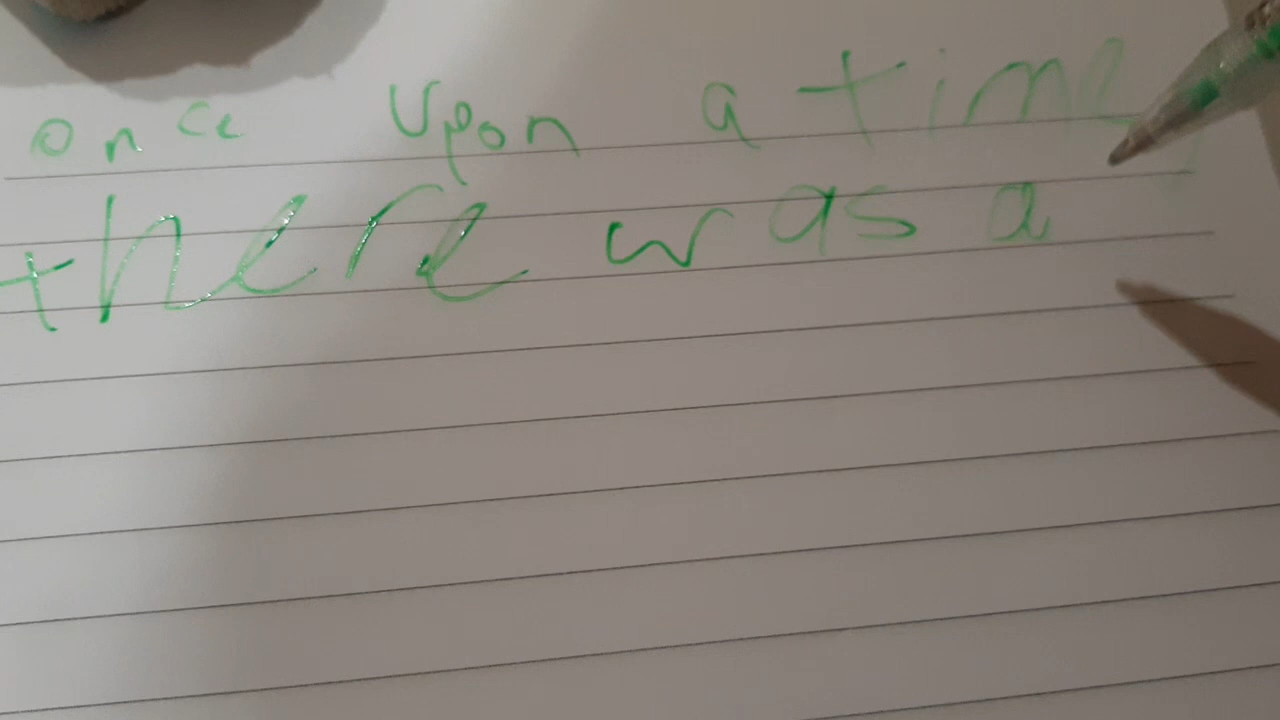 once upon a time,
there was a